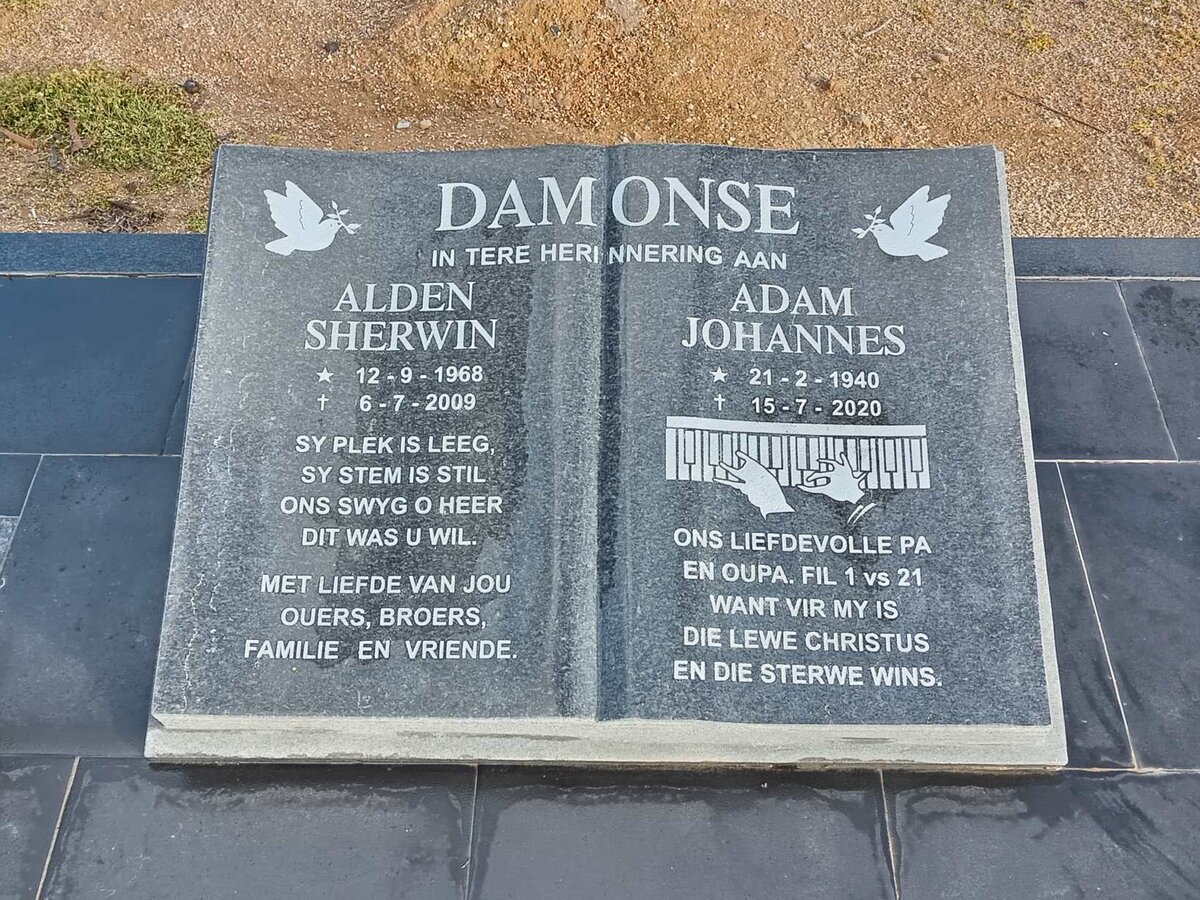 DAMONSE
IN TERE HERINNERING AAN
ALDEN
SHERWIN
★ 12-9-1968
† 6-7-2009
SY PLEK IS LEEG,
SY STEM IS STIL
ONS SWYG O HEER
DIT WAS U WIL.
MET LIEFDE VAN JOU
OUERS, BROERS,
FAMILIE EN VRIENDE.
ADAM
JOHANNES
★ 21-2-1940
† 15-7-2020
ONS LIEFDEVOLLE PA
EN OUPA. FIL 1 vs 21
WANT VIR MY IS
DIE LEWE CHRISTUS
EN DIE STERWE WINS.